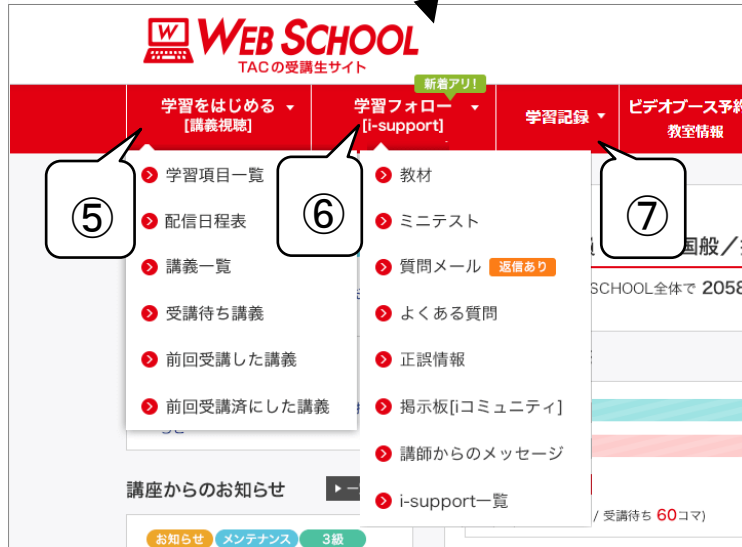 WEB SCHOOL
TACの受講生サイト
新着アリ!
学習をはじめる
[講義視聴]
学習フォロー
[i-support]
学習記録
ビデオブース予約
教室情報
⑤
⑥
⑦
学習項目一覧
配信日程表
講義一覧
受講待ち講義
前回受講した講義
前回受講済にした講義
教材
ミニテスト
質問メール 返信あり
よくある質問
正誤情報
掲示板[iコミュニティ]
講師からのメッセージ
i-support一覧
国般/
SCHOOL全体で 2058
/ 受講待ち 60コマ)
講座からのお知らせ
お知らせ メンテナンス 3級